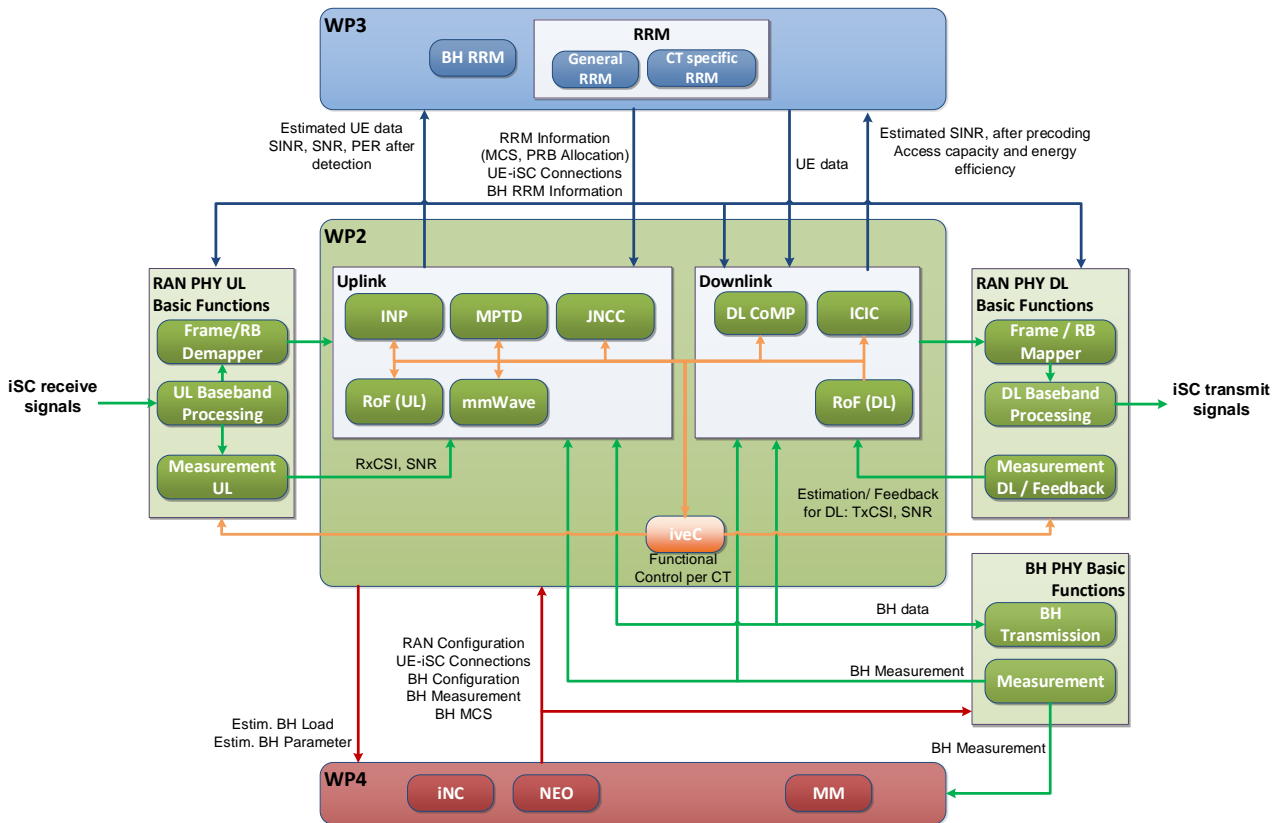 WP3
RRM
BH RRM
General
RRM
CT specific
RRM
Estimated UE data
SINR, SNR, PER after
detection
RRM Information
(MCS, PRB Allocation)
UE-iSC Connections
BH RRM Information
UE data
Estimated SINR, after precoding
Access capacity and energy
efficiency
WP2
RAN PHY UL
Basic Functions
Frame/RB
Demapper
UL Baseband
Processing
Measurement
UL
iSC receive
signals
Uplink
INP
MPTD
JNCC
RoF (UL)
mmWave
Downlink
DL CoMP
ICIC
RoF (DL)
RAN PHY DL
Basic Functions
Frame / RB
Mapper
DL Baseband
Processing
Measurement
DL / Feedback
iSC transmit
signals
RxCSI, SNR
Estimation/ Feedback
for DL: TxCSI, SNR
iveC
Functional
Control per CT
BH PHY Basic
Functions
BH
Transmission
Measurement
BH data
BH Measurement
RAN Configuration
UE-iSC Connections
BH Configuration
BH Measurement
BH MCS
Estim. BH Load
Estim. BH Parameter
BH Measurement
WP4
iNC
NEO
MM